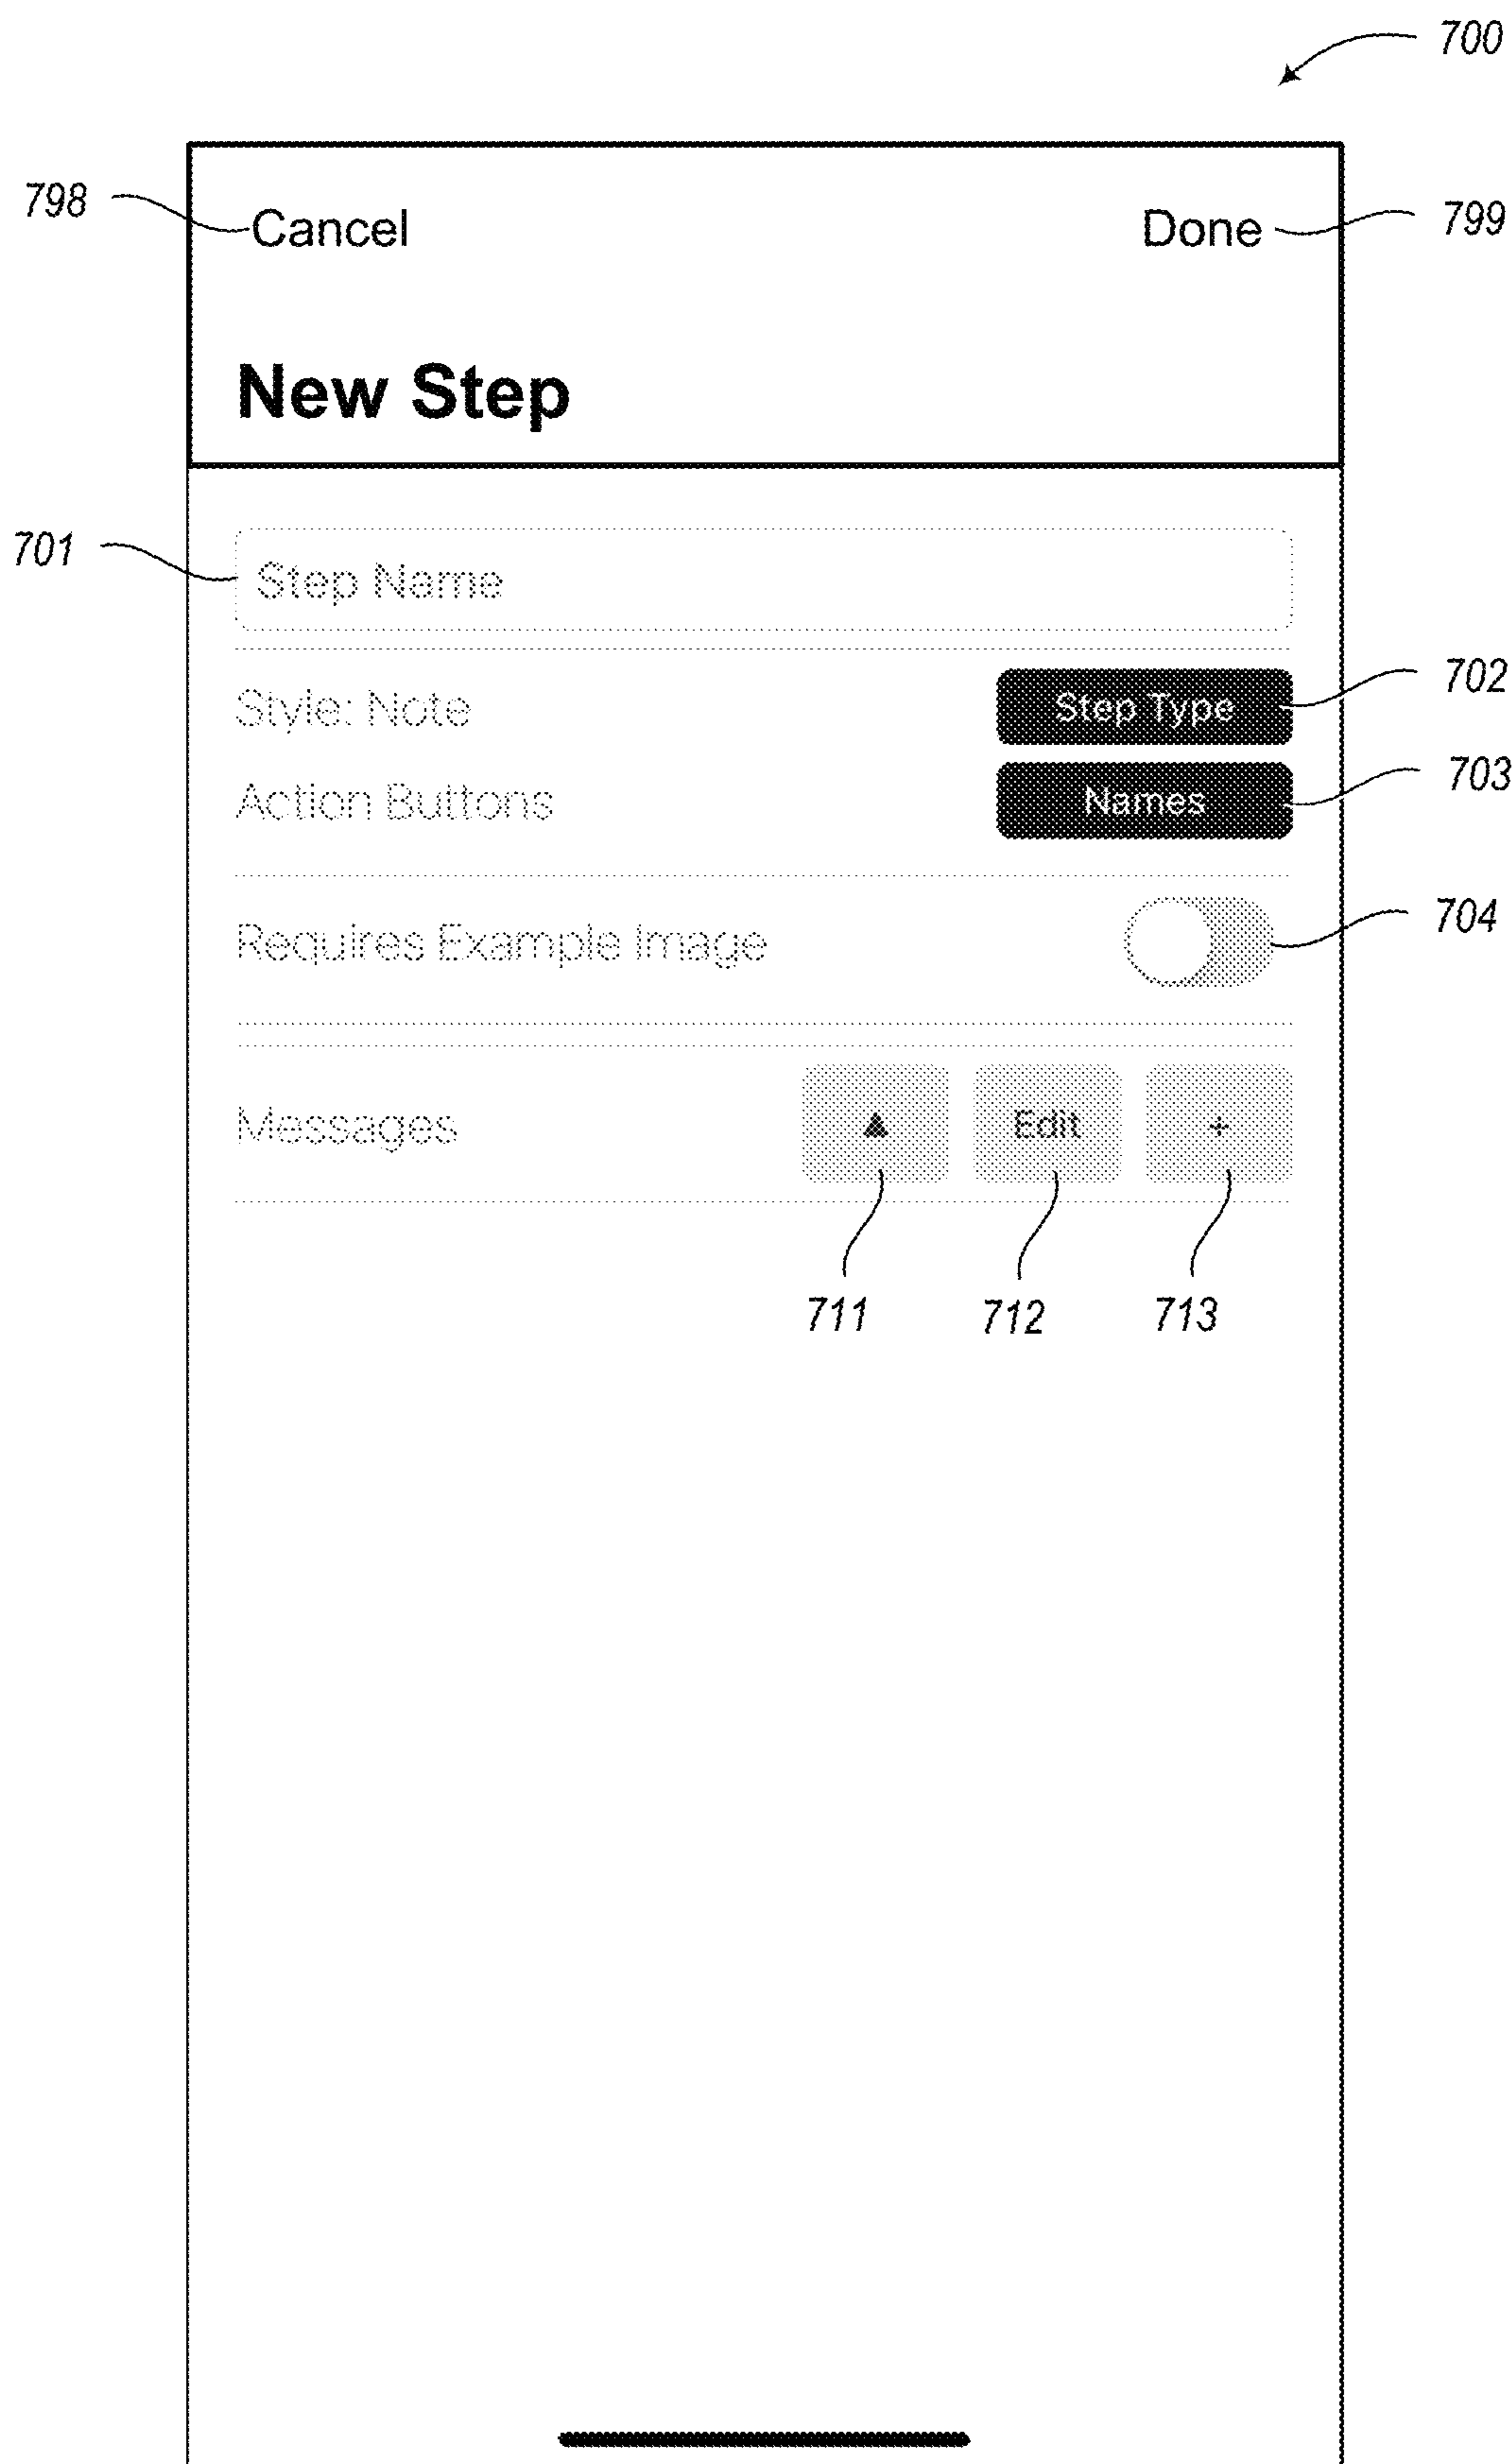 700
798 Cancel Done 799
New Step
701 Step Name
Style: Note Step Type 702
Action Buttons Names 703
Requires Example Image 704
Messages ▲ Edit +
711 712 713